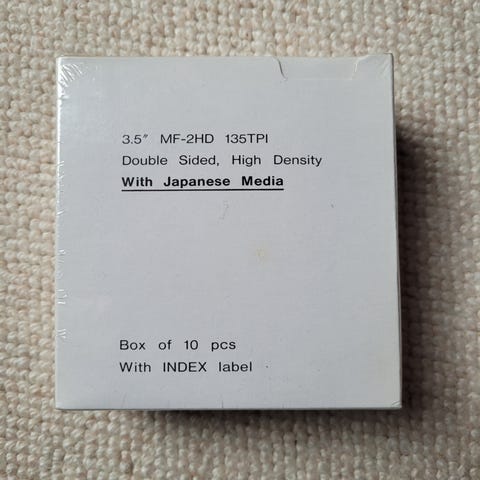 3.5″ MF-2HD 135TPI
Double Sided, High Density
With Japanese Media
Box of 10 pcs
With INDEX label